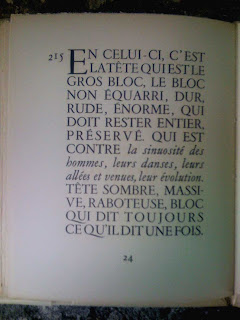 215 EN CELUI-CI, C'EST
LA TÊTE QUI EST LE
GROS BLOC, LE BLOC
NON ÉQUARRI, DUR,
RUDE, ÉNORME, QUI
DOIT RESTER ENTIER,
PRÉSERVÉ. QUI EST
CONTRE la sinuosité des
hommes, leurs danses, leurs
allées et venues, leur évolution.
TÊTE SOMBRE, MASSI-
VE, RABOTEUSE, BLOC
QUI DIT TOUJOURS
CE QU'IL DIT UNE FOIS.
24